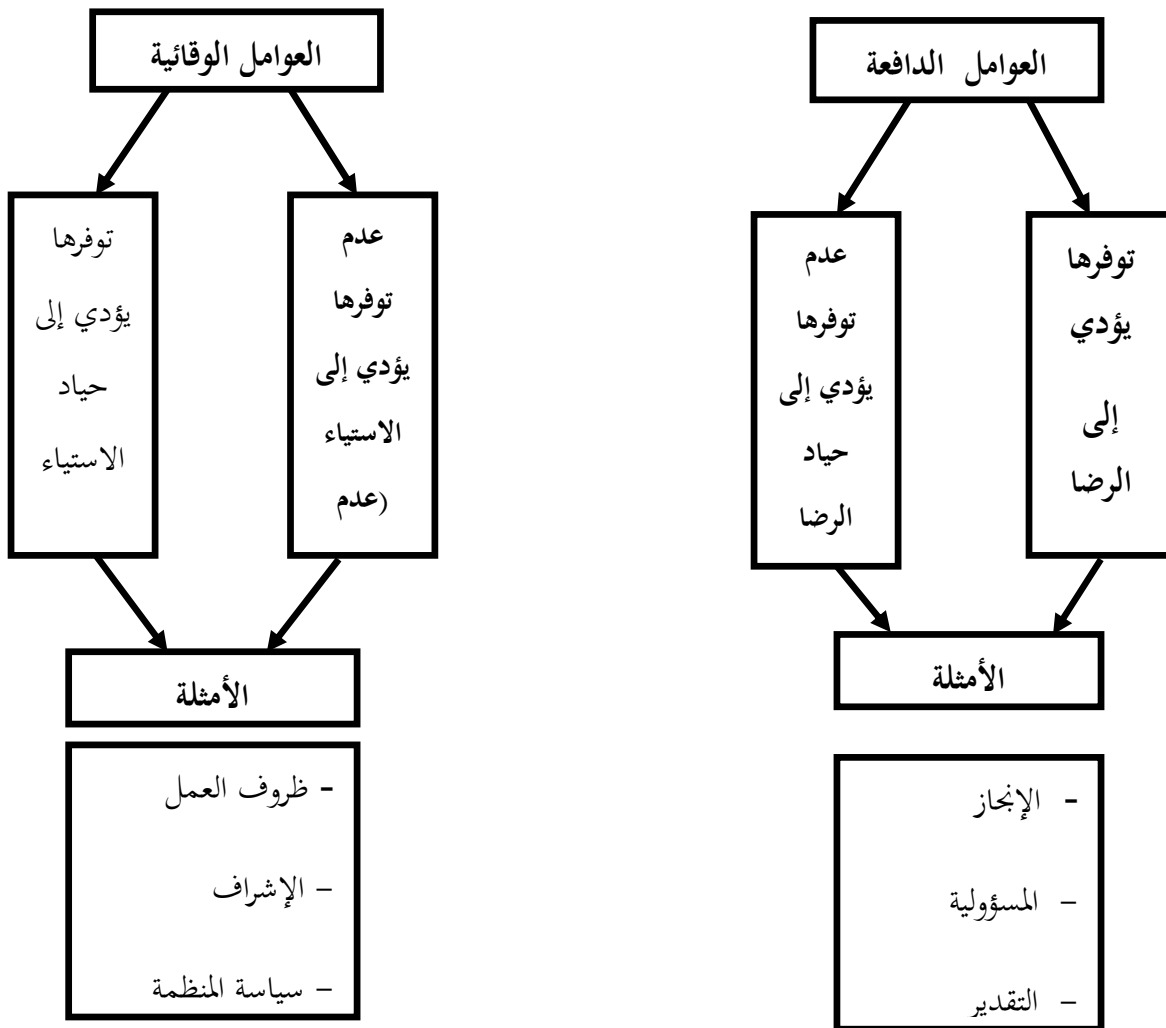 العوامل الدافعة
توفرها
يؤدي
إلى
الرضا
عدم
توفرها
يؤدي إلى
حياد
الرضا
الأمثلة
- الإنجاز
– المسؤولية
– التقدير
العوامل الوقائية
عدم
توفرها
يؤدي إلى
الاستياء
(عدم
توفرها
يؤدي إلى
حياد
الاستياء
الأمثلة
- ظروف العمل
– الإشراف
– سياسة المنظمة